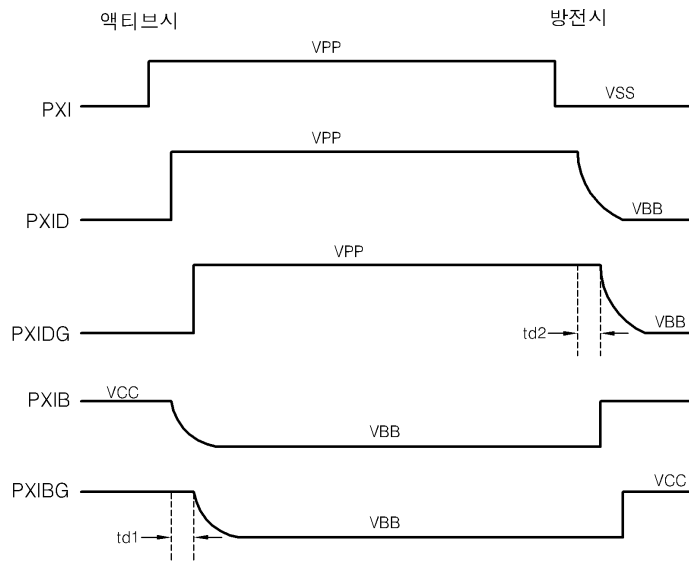 액티브시
방전시
VPP
VSS
PXI
VPP
VBB
PXID
VPP
VBB
PXIDG
td2
VCC
PXIB
VBB
VCC
PXIBG
VBB
td1